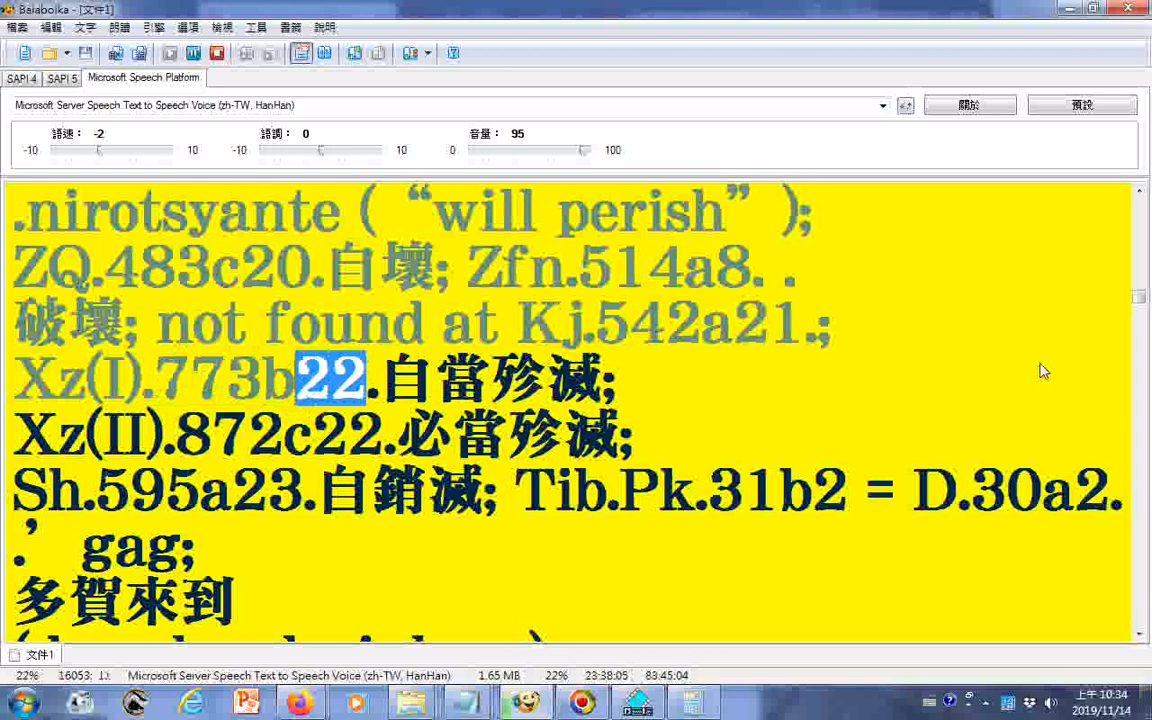 Balabolka - [文件1]
檔案 編輯 文字 朗讀 引擎 選項 檢視 工具 書籤 說明
SAPI 4 SAPI 5 Microsoft Speech Platform
Microsoft Server Speech Text to Speech Voice (zh-TW, HanHan) 關於 預設
語速： -2 語調： 0 音量： 95
-10 10 -10 10 0 100
.nirotsyante (“will perish”);
ZQ.483c20.自壞; Zfn.514a8. .
破壞; not found at Kj.542a21.;
Xz(I).773b22.自當殄滅;
Xz(II).872c22.必當殄滅;
Sh.595a23.自銷滅; Tib.Pk.31b2 = D.30a2.
.’ gag;
多賀來到
文件1
22% Microsoft Server Speech Text to Speech Voice (zh-TW, HanHan) 1.65 MB 22% 23:38:05 83:45:04
上午 10:34
2019/11/14